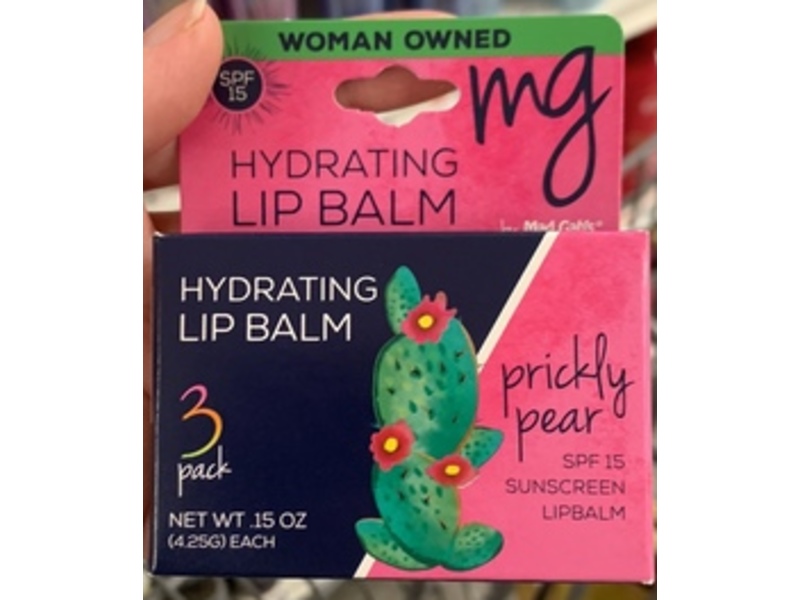 WOMAN OWNED
SPF
15
mg
HYDRATING
LIP BALM
by Mad Gab's®
HYDRATING
LIP BALM
3
pack
NET WT .15 OZ
(4.25G) EACH
prickly
pear
SPF 15
SUNSCREEN
LIPBALM